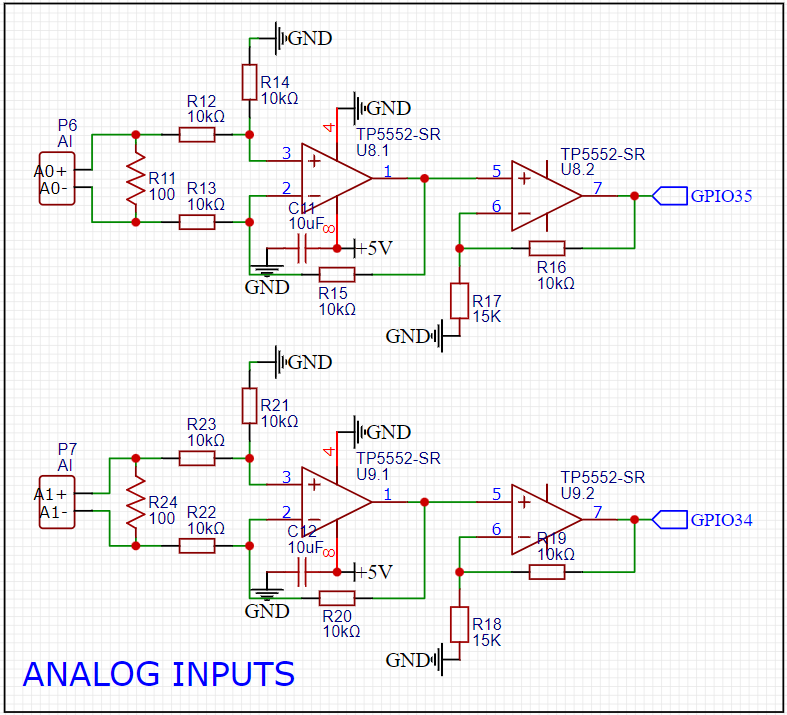 GND
R14
10kΩ
R12
10kΩ
GND
4
TP5552-SR
U8.1
P6
AI
A0+
A0-
R11
100
3
2
1
R13
10kΩ
C11
10uF
8
+5V
GND
R15
10kΩ
TP5552-SR
U8.2
5
6
7
GPIO35
R16
10kΩ
R17
15K
GND
GND
R21
10kΩ
R23
10kΩ
GND
4
TP5552-SR
U9.1
P7
AI
A1+
A1-
R24
100
3
2
1
R22
10kΩ
C12
10uF
8
+5V
GND
R20
10kΩ
TP5552-SR
U9.2
5
6
7
GPIO34
R19
10kΩ
R18
15K
GND
ANALOG INPUTS